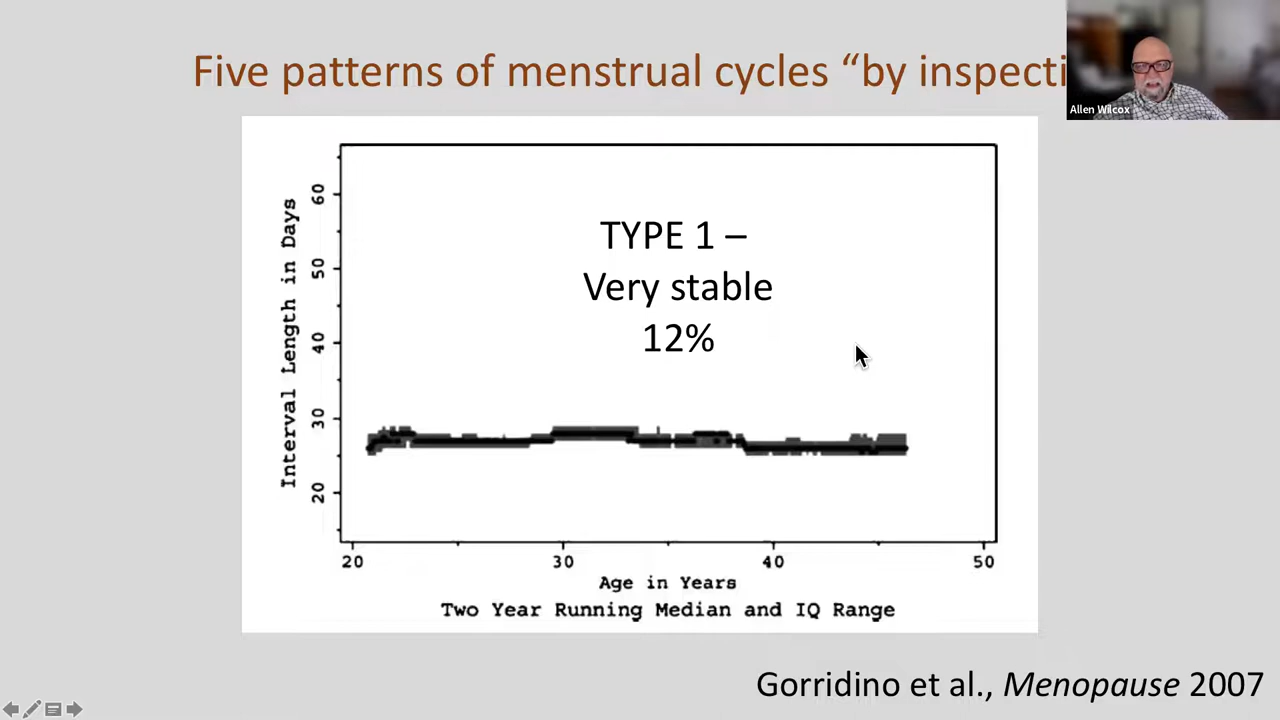 Five patterns of menstrual cycles “by inspecti
Allen Wilcox
60
50
40
30
20
Interval Length in Days
TYPE 1 –
Very stable
12%
20 30 40 50
Age in Years
Two Year Running Median and IQ Range
Gorridino et al., Menopause 2007